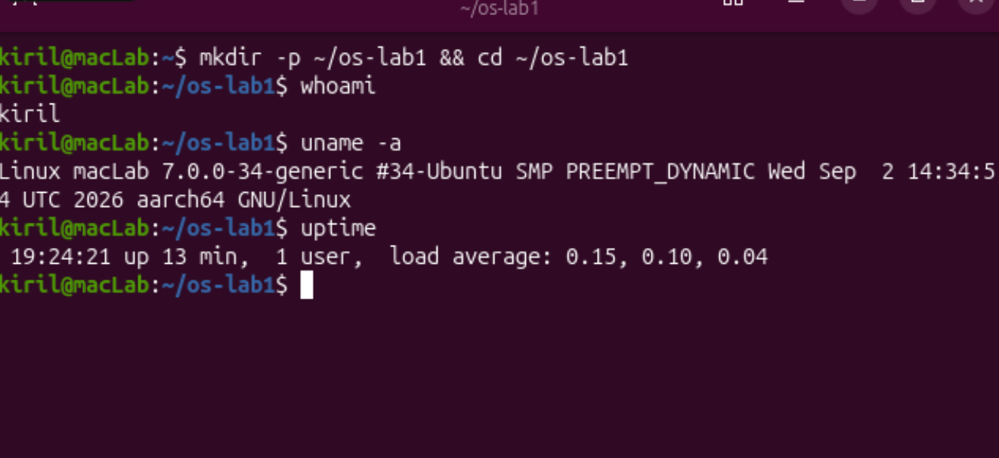 ~/os-lab1
kiril@macLab:~$ mkdir -p ~/os-lab1 && cd ~/os-lab1
kiril@macLab:~/os-lab1$ whoami
kiril
kiril@macLab:~/os-lab1$ uname -a
Linux macLab 7.0.0-34-generic #34-Ubuntu SMP PREEMPT_DYNAMIC Wed Sep  2 14:34:5
4 UTC 2026 aarch64 GNU/Linux
kiril@macLab:~/os-lab1$ uptime
 19:24:21 up 13 min,  1 user,  load average: 0.15, 0.10, 0.04
kiril@macLab:~/os-lab1$